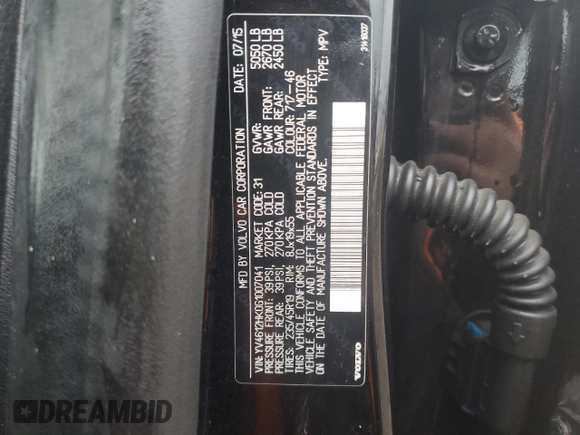 MFD BY VOLVO CAR CORPORATION DATE: 07/15
GVWR: 5050 LB
GAWR FRONT: 2670 LB
GAWR REAR: 2450 LB
VIN: YV4612HK0G1007041 MARKET CODE: 31
PRESSURE FRONT: 39 PSI, 270 KPA COLD
PRESSURE REAR: 39 PSI, 270 KPA COLD COLOUR: 717-46
TIRES: 235/45R19 RIM: 8Jx19x55
THIS VEHICLE CONFORMS TO ALL APPLICABLE FEDERAL MOTOR
VEHICLE SAFETY AND THEFT PREVENTION STANDARDS IN EFFECT
ON THE DATE OF MANUFACTURE SHOWN ABOVE. TYPE: MPV
31419037
VOLVO
DREAMBID